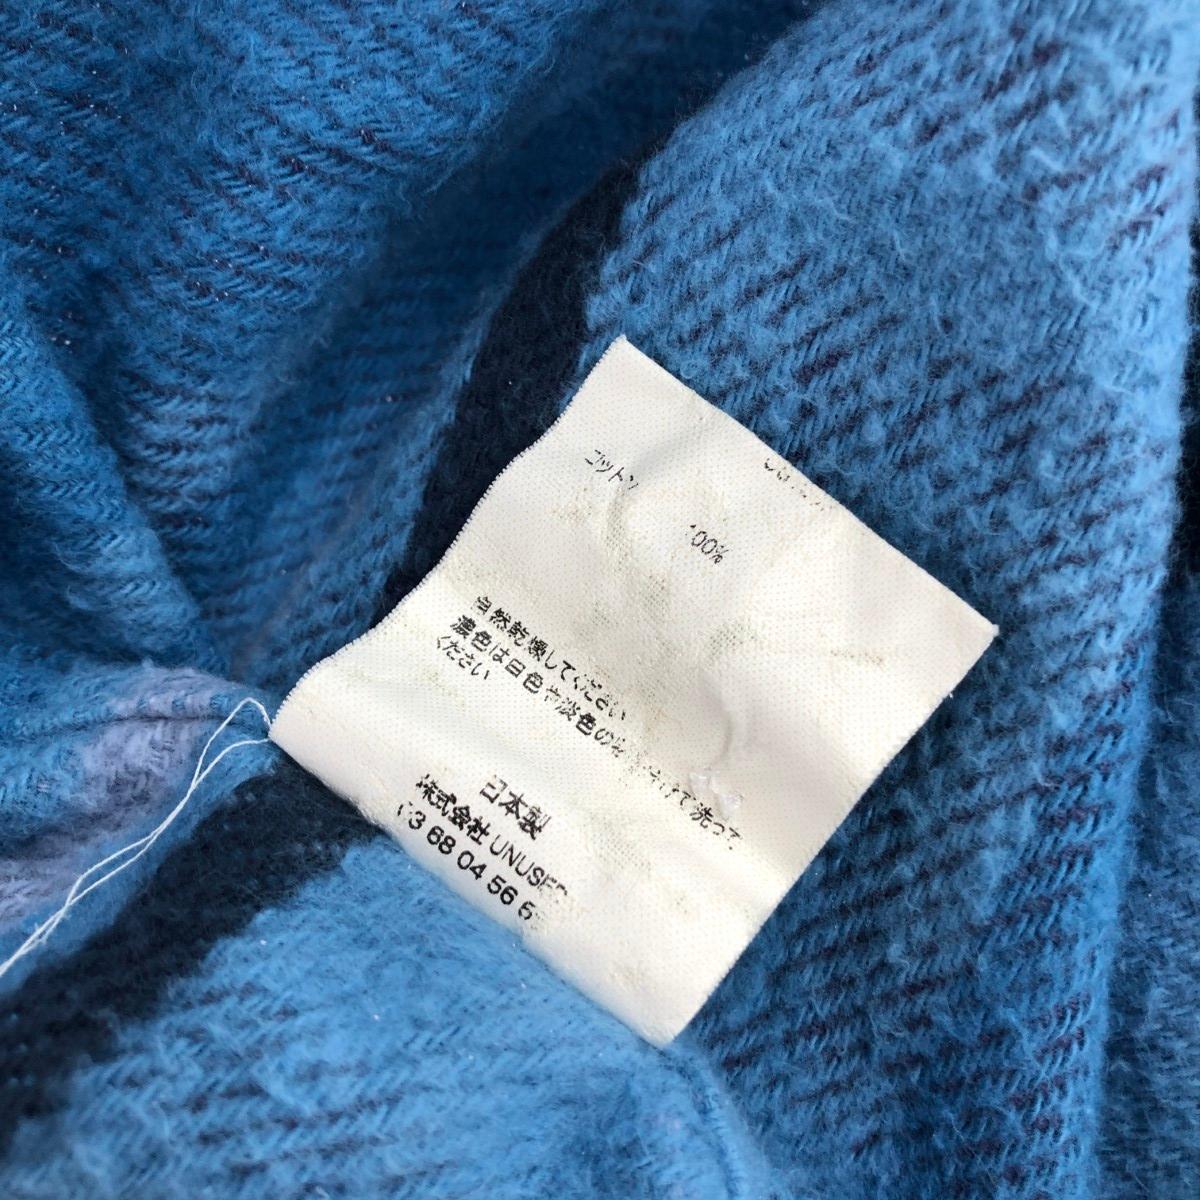 コットン
100%
自然乾燥してください
濃色は白色や淡色の物と分けて洗って
ください
日本製
株式会社 UNUSED
03 68 04 56 5